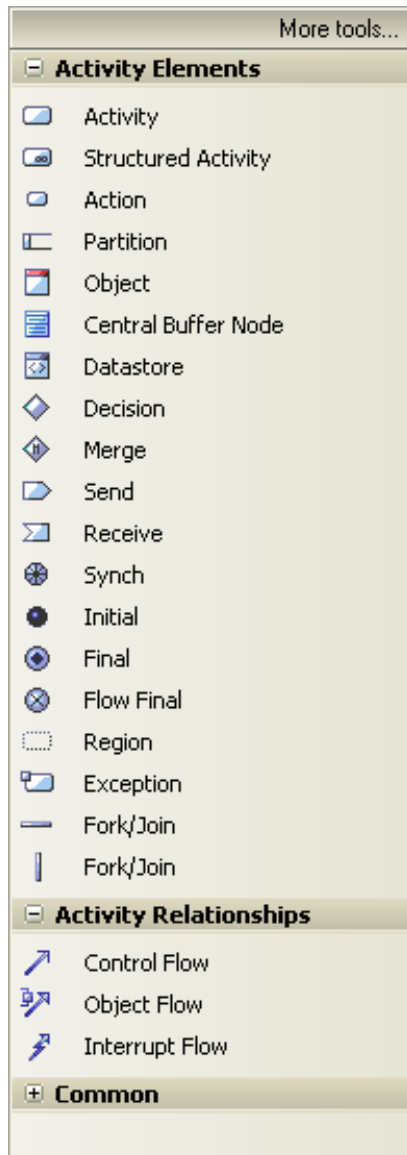 More tools...
Activity Elements
Activity
Structured Activity
Action
Partition
Object
Central Buffer Node
Datastore
Decision
Merge
Send
Receive
Synch
Initial
Final
Flow Final
Region
Exception
Fork/Join
Fork/Join
Activity Relationships
Control Flow
Object Flow
Interrupt Flow
Common